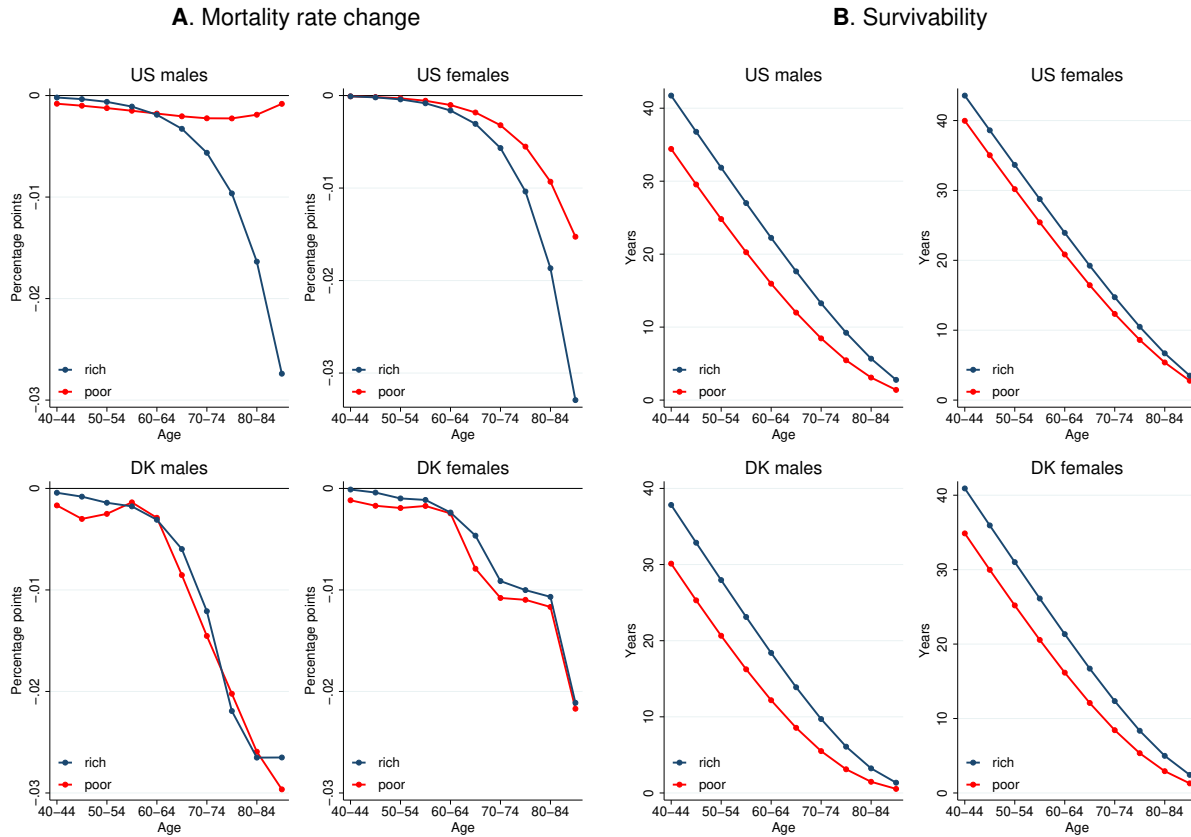 A. Mortality rate change
B. Survivability
US males
Percentage points
0
-.01
-.02
-.03
rich
poor
40-44 50-54 60-64 70-74 80-84
Age
US females
Percentage points
0
-.01
-.02
-.03
rich
poor
40-44 50-54 60-64 70-74 80-84
Age
US males
Years
40
30
20
10
0
rich
poor
40-44 50-54 60-64 70-74 80-84
Age
US females
Years
40
30
20
10
0
rich
poor
40-44 50-54 60-64 70-74 80-84
Age
DK males
Percentage points
0
-.01
-.02
-.03
rich
poor
40-44 50-54 60-64 70-74 80-84
Age
DK females
Percentage points
0
-.01
-.02
-.03
rich
poor
40-44 50-54 60-64 70-74 80-84
Age
DK males
Years
40
30
20
10
0
rich
poor
40-44 50-54 60-64 70-74 80-84
Age
DK females
Years
40
30
20
10
0
rich
poor
40-44 50-54 60-64 70-74 80-84
Age